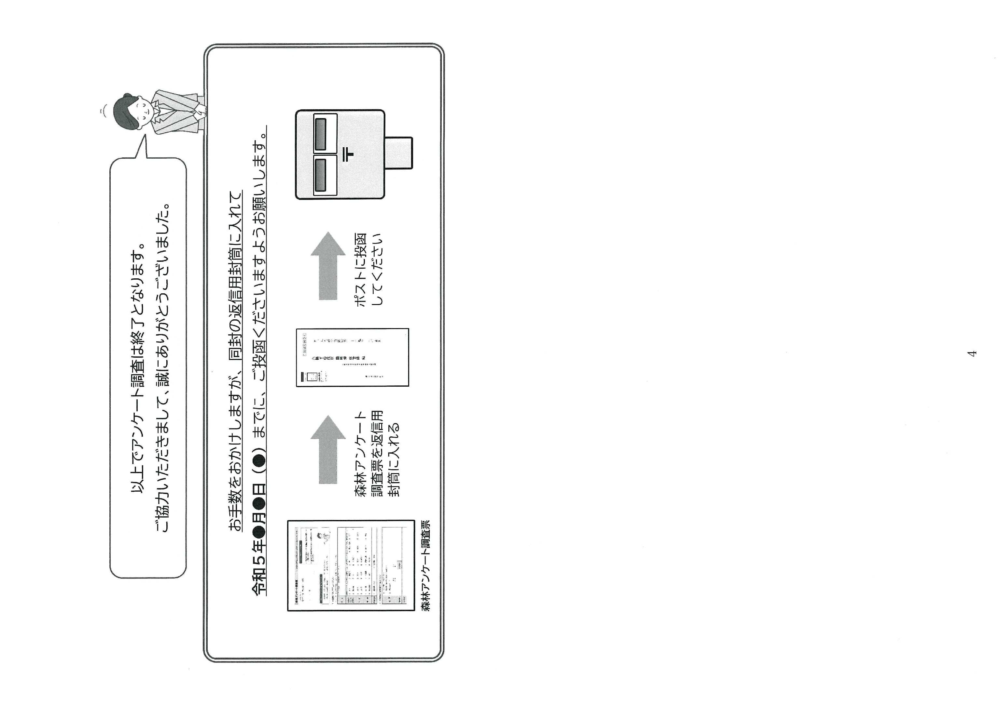 以上でアンケート調査は終了となります。
ご協力いただきまして、誠にありがとうございました。
お手数をおかけしますが、同封の返信用封筒に入れて
令和5年●月●日（●）までに、ご投函くださいますようお願いします。
森林アンケート調査票
森林アンケート
調査票を返信用
封筒に入れる
ポストに投函
してください
〒
4